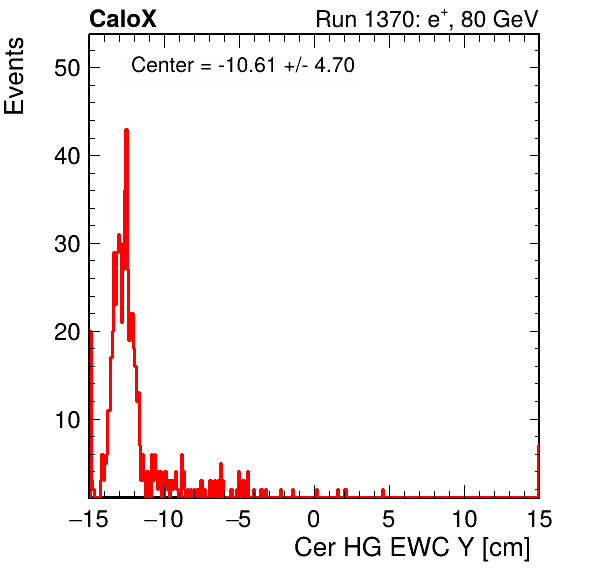 CaloX Run 1370: e⁺, 80 GeV
Events
Center = -10.61 +/- 4.70
50
40
30
20
10
−15 −10 −5 0 5 10 15
Cer HG EWC Y [cm]